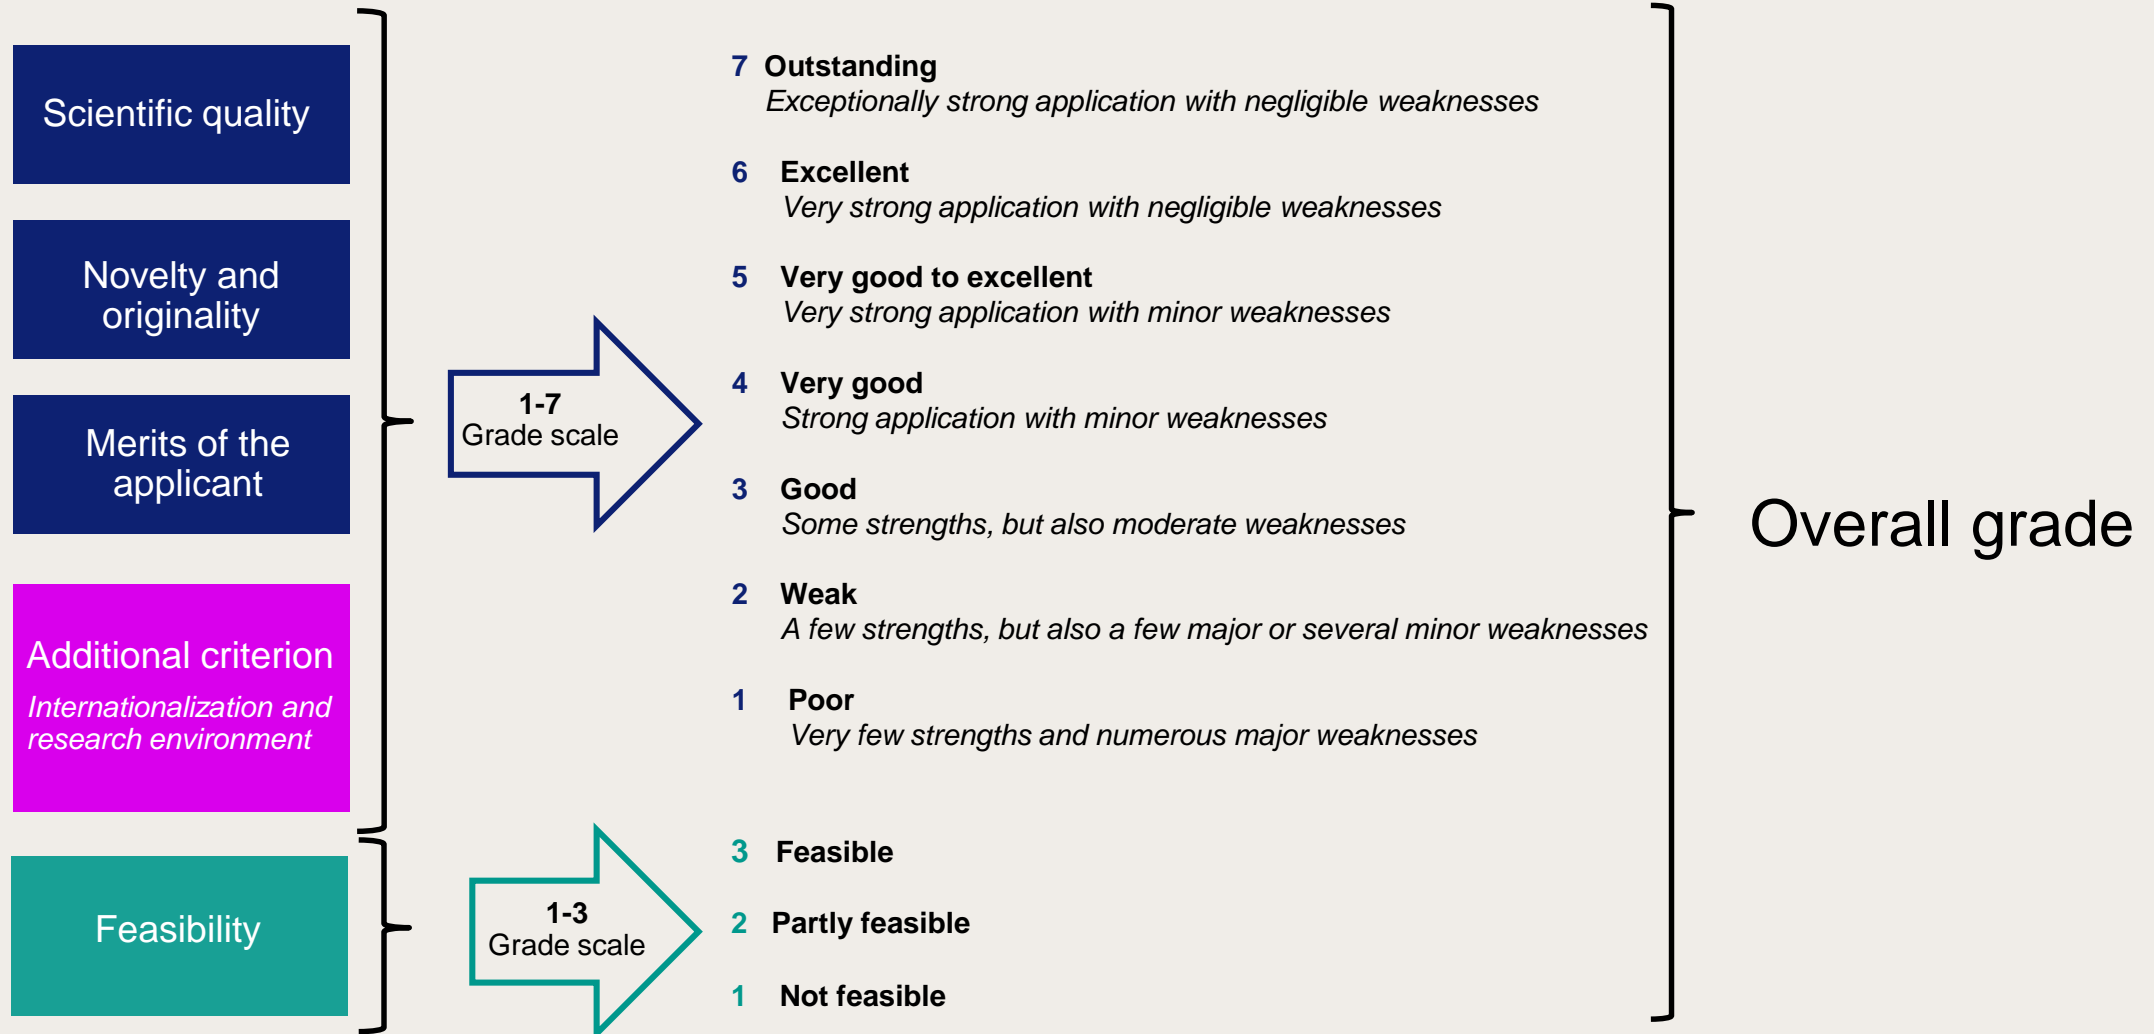 Scientific quality
Novelty and
originality
Merits of the
applicant
Additional criterion
Internationalization and
research environment
Feasibility
1-7
Grade scale
1-3
Grade scale
7 Outstanding
Exceptionally strong application with negligible weaknesses
6 Excellent
Very strong application with negligible weaknesses
5 Very good to excellent
Very strong application with minor weaknesses
4 Very good
Strong application with minor weaknesses
3 Good
Some strengths, but also moderate weaknesses
2 Weak
A few strengths, but also a few major or several minor weaknesses
1 Poor
Very few strengths and numerous major weaknesses
3 Feasible
2 Partly feasible
1 Not feasible
Overall grade